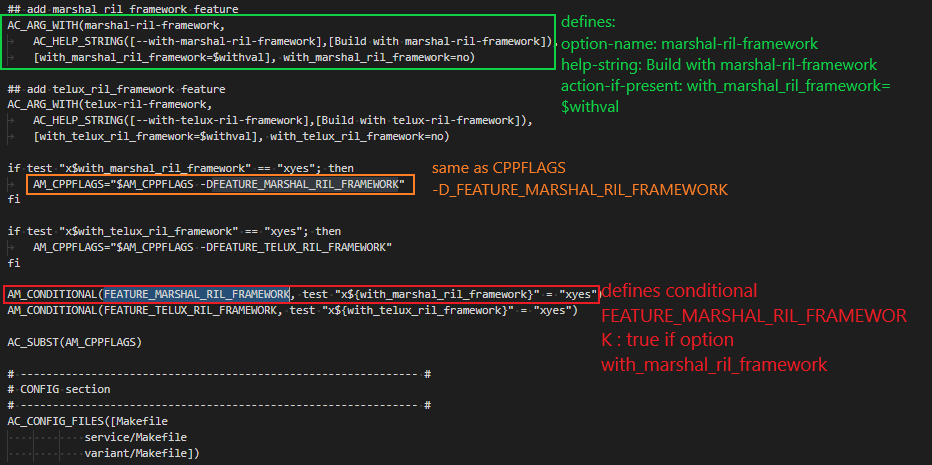 ## add marshal ril framework feature
AC_ARG_WITH(marshal-ril-framework,
AC_HELP_STRING([--with-marshal-ril-framework],[Build with marshal-ril-framework]),
[with_marshal_ril_framework=$withval], with_marshal_ril_framework=no)
defines:
option-name: marshal-ril-framework
help-string: Build with marshal-ril-framework
action-if-present: with_marshal_ril_framework=
$withval
## add telux_ril_framework feature
AC_ARG_WITH(telux-ril-framework,
AC_HELP_STRING([--with-telux-ril-framework],[Build with telux-ril-framework]),
[with_telux_ril_framework=$withval], with_telux_ril_framework=no)
if test "x$with_marshal_ril_framework" == "xyes"; then
AM_CPPFLAGS="$AM_CPPFLAGS -DFEATURE_MARSHAL_RIL_FRAMEWORK"
fi
same as CPPFLAGS
-D_FEATURE_MARSHAL_RIL_FRAMEWORK
if test "x$with_telux_ril_framework" == "xyes"; then
AM_CPPFLAGS="$AM_CPPFLAGS -DFEATURE_TELUX_RIL_FRAMEWORK"
fi
AM_CONDITIONAL(FEATURE_MARSHAL_RIL_FRAMEWORK, test "x${with_marshal_ril_framework}" = "xyes")
AM_CONDITIONAL(FEATURE_TELUX_RIL_FRAMEWORK, test "x${with_telux_ril_framework}" = "xyes")
defines conditional
FEATURE_MARSHAL_RIL_FRAMEWOR
K : true if option
with_marshal_ril_framework
AC_SUBST(AM_CPPFLAGS)
# ------------------------------------------------------------- #
# CONFIG section
# ------------------------------------------------------------- #
AC_CONFIG_FILES([Makefile
service/Makefile
variant/Makefile])